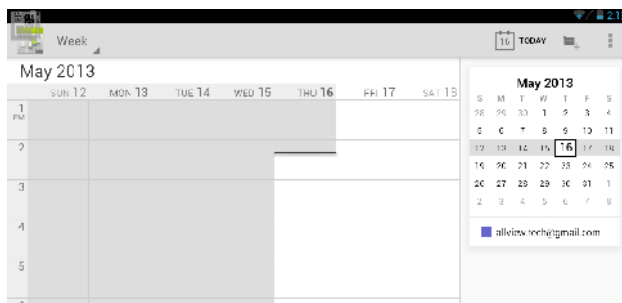 2:1
Week
16 TODAY
May 2013
SUN 12 MON 13 TUE 14 WED 15 THU 16 FRI 17 SAT 18
1
PM
2
3
4
5
May 2013
S M T W T F S
28 29 30 1 2 3 4
5 6 7 8 9 10 11
12 13 14 15 16 17 18
19 20 21 22 23 24 25
26 27 28 29 30 31 1
2 3 4 5 6 7 8
allview.tech@gmail.com